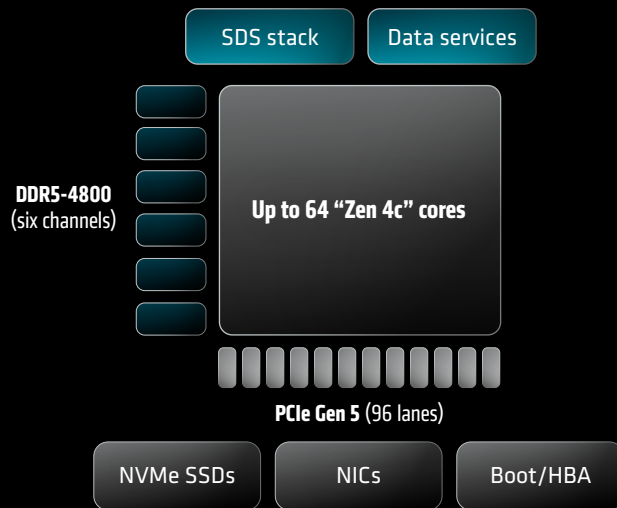 SDS stack
Data services
DDR5-4800
(six channels)
Up to 64 “Zen 4c” cores
PCIe Gen 5 (96 lanes)
NVMe SSDs
NICs
Boot/HBA